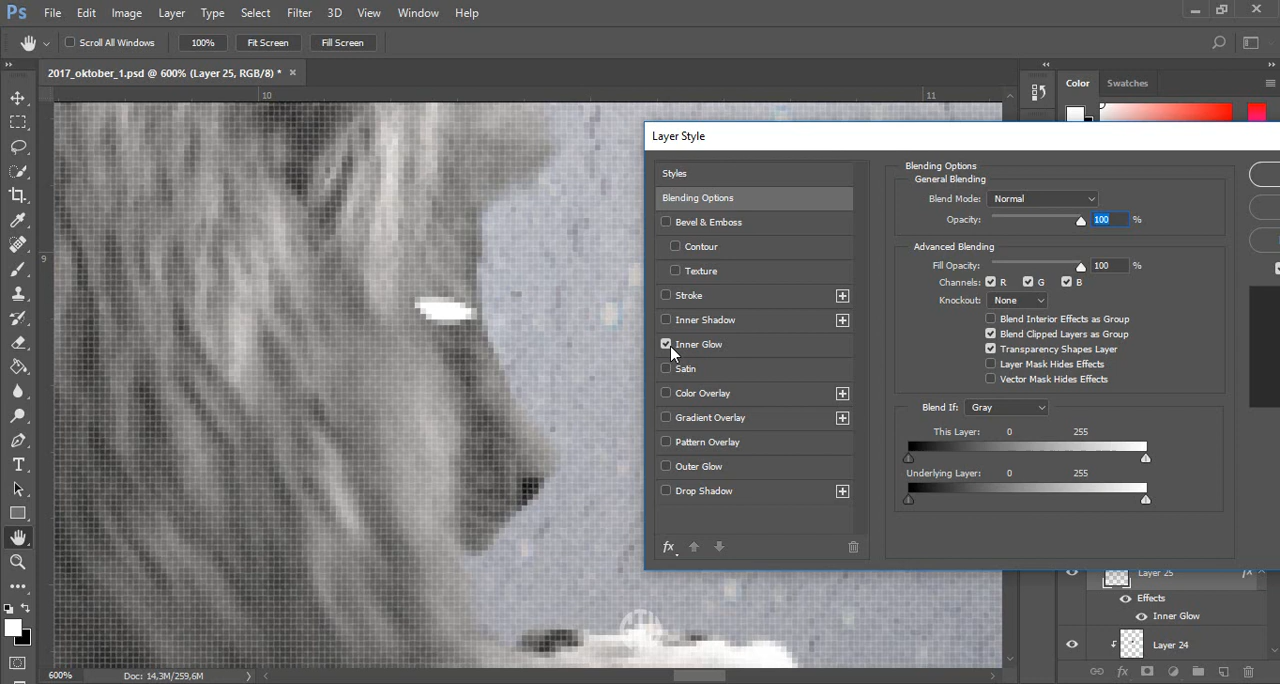 Ps File Edit Image Layer Type Select Filter 3D View Window Help
Scroll All Windows 100% Fit Screen Fill Screen
2017_oktober_1.psd @ 600% (Layer 25, RGB/8) * ×
Color Swatches
10 11
9
Layer Style
Styles
Blending Options
Bevel & Emboss
Contour
Texture
Stroke
Inner Shadow
Inner Glow
Satin
Color Overlay
Gradient Overlay
Pattern Overlay
Outer Glow
Drop Shadow
fx
Blending Options
General Blending
Blend Mode: Normal
Opacity: 100 %
Advanced Blending
Fill Opacity: 100 %
Channels: R G B
Knockout: None
Blend Interior Effects as Group
Blend Clipped Layers as Group
Transparency Shapes Layer
Layer Mask Hides Effects
Vector Mask Hides Effects
Blend If: Gray
This Layer: 0 255
Underlying Layer: 0 255
Layer 25 fx
Effects
Inner Glow
Layer 24
fx
600% Doc: 14,3M/259,6M